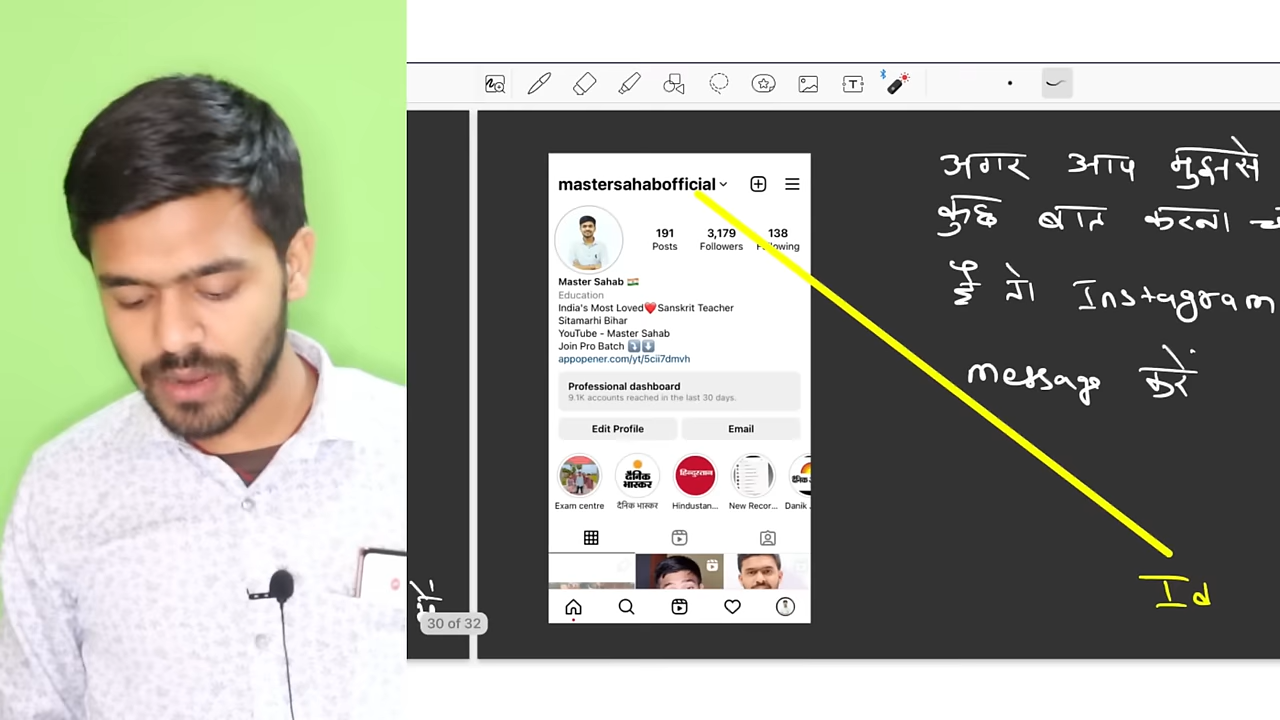 T
mastersahabofficial
191
3,179
138
Posts
Followers
Following
Master Sahab 🇮🇳
Education
India's Most Loved❤️Sanskrit Teacher
Sitamarhi Bihar
YouTube - Master Sahab
Join Pro Batch ⤵️⬇️
appopener.com/yt/5cii7dmvh
Professional dashboard
9.1K accounts reached in the last 30 days.
Edit Profile
Email
दैनिक भास्कर
हिन्दुस्तान
Exam centre
दैनिक भास्कर
Hindustan...
New Recor...
Danik
अगर आप मुझसे
कुछ बात करना
है तो Instagram
message करें
Id
30 of 32